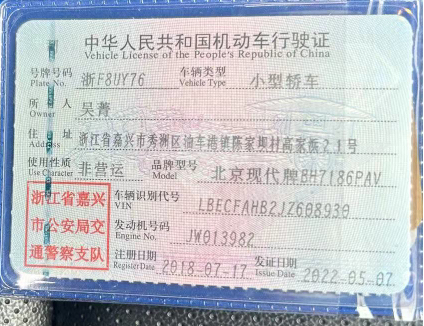 中华人民共和国机动车行驶证
Vehicle License of the People's Republic of China
号牌号码 Plate No. 浙F8UY76 车辆类型 Vehicle Type 小型轿车
所有人 Owner 吴菁
住址 Address 浙江省嘉兴市秀洲区油车港镇陈家坝村高家浜21号
使用性质 Use Character 非营运 品牌型号 Model 北京现代牌BH7186PAV
浙江省嘉兴
市公安局交
通警察支队
车辆识别代号 VIN LBECFAHB2JZ608930
发动机号码 Engine No. JW013982
注册日期 Register Date 2018-07-17 发证日期 Issue Date 2022-05-07